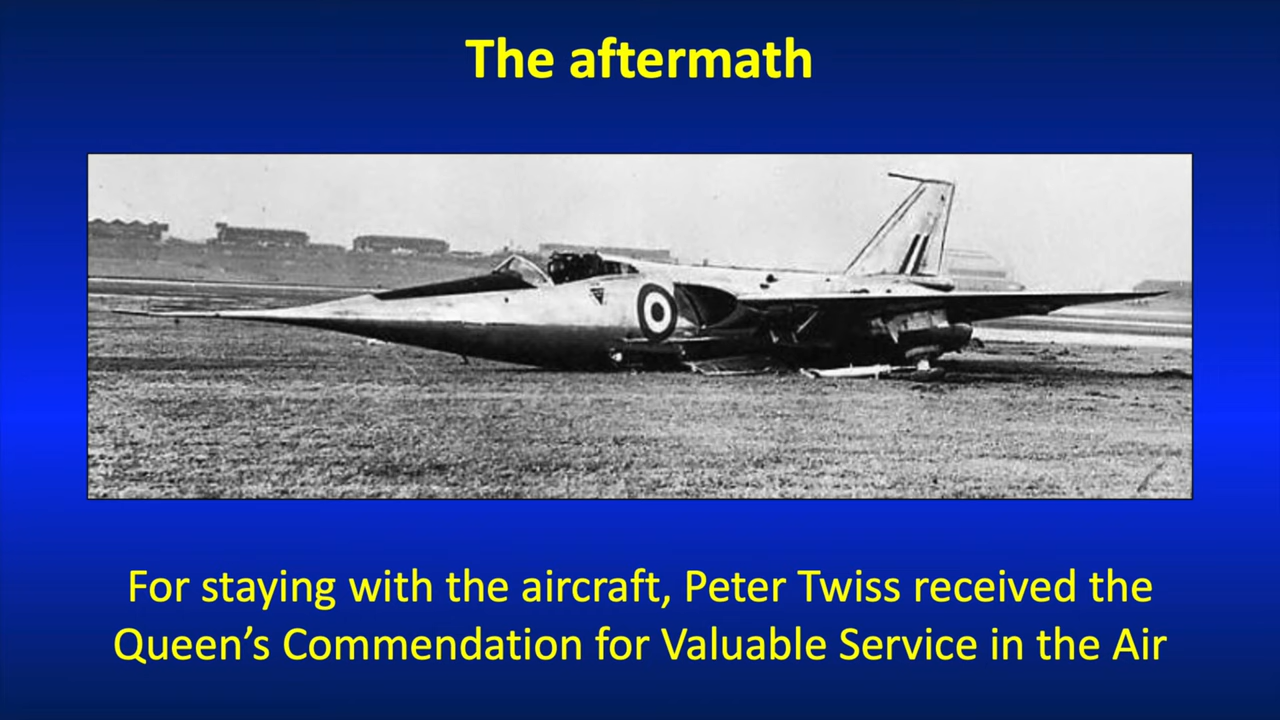 The aftermath
For staying with the aircraft, Peter Twiss received the
Queen’s Commendation for Valuable Service in the Air